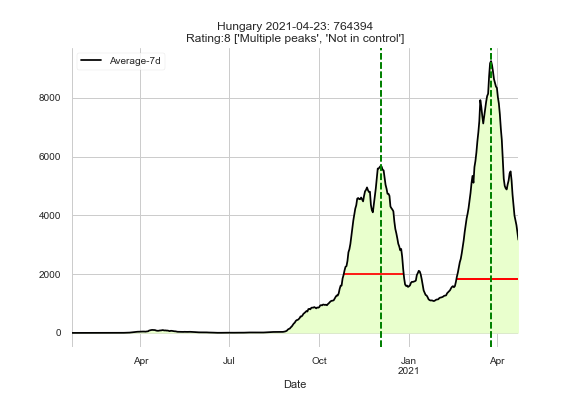 Hungary 2021-04-23: 764394
Rating:8 ['Multiple peaks', 'Not in control']
Average-7d
8000
6000
4000
2000
0
Apr
Jul
Oct
Jan
2021
Apr
Date